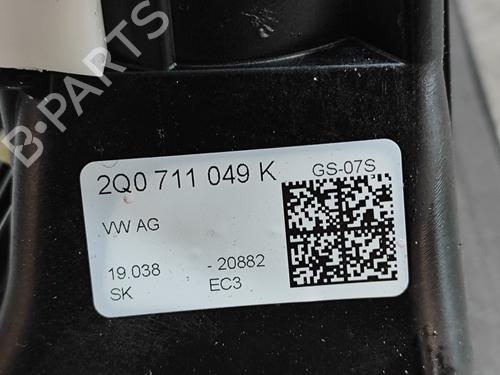 B-PARTS
2Q0 711 049 K
GS-07S
VW AG
19.038 - 20882
SK EC3